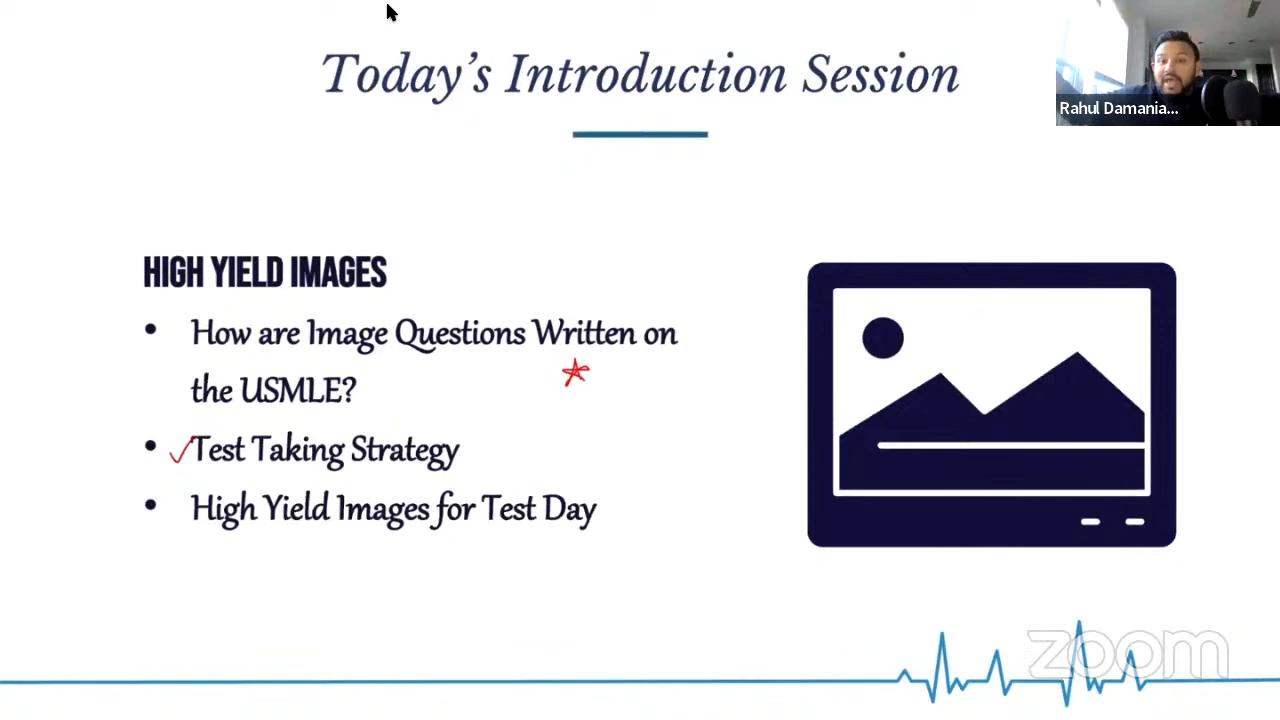 Today's Introduction Session
Rahul Damania...
HIGH YIELD IMAGES
• How are Image Questions Written on
the USMLE?
• Test Taking Strategy
• High Yield Images for Test Day
zoom